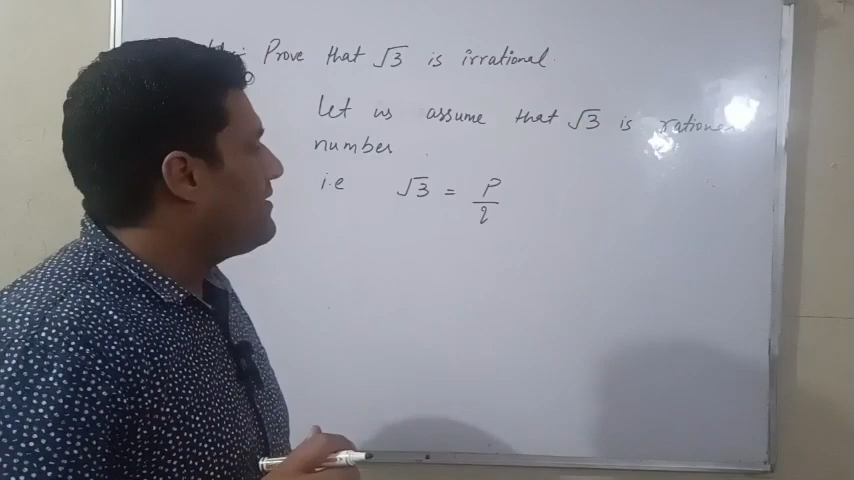 Prove that √3 is irrational.
Let us assume that √3 is rational
number.
i.e √3 = p/q